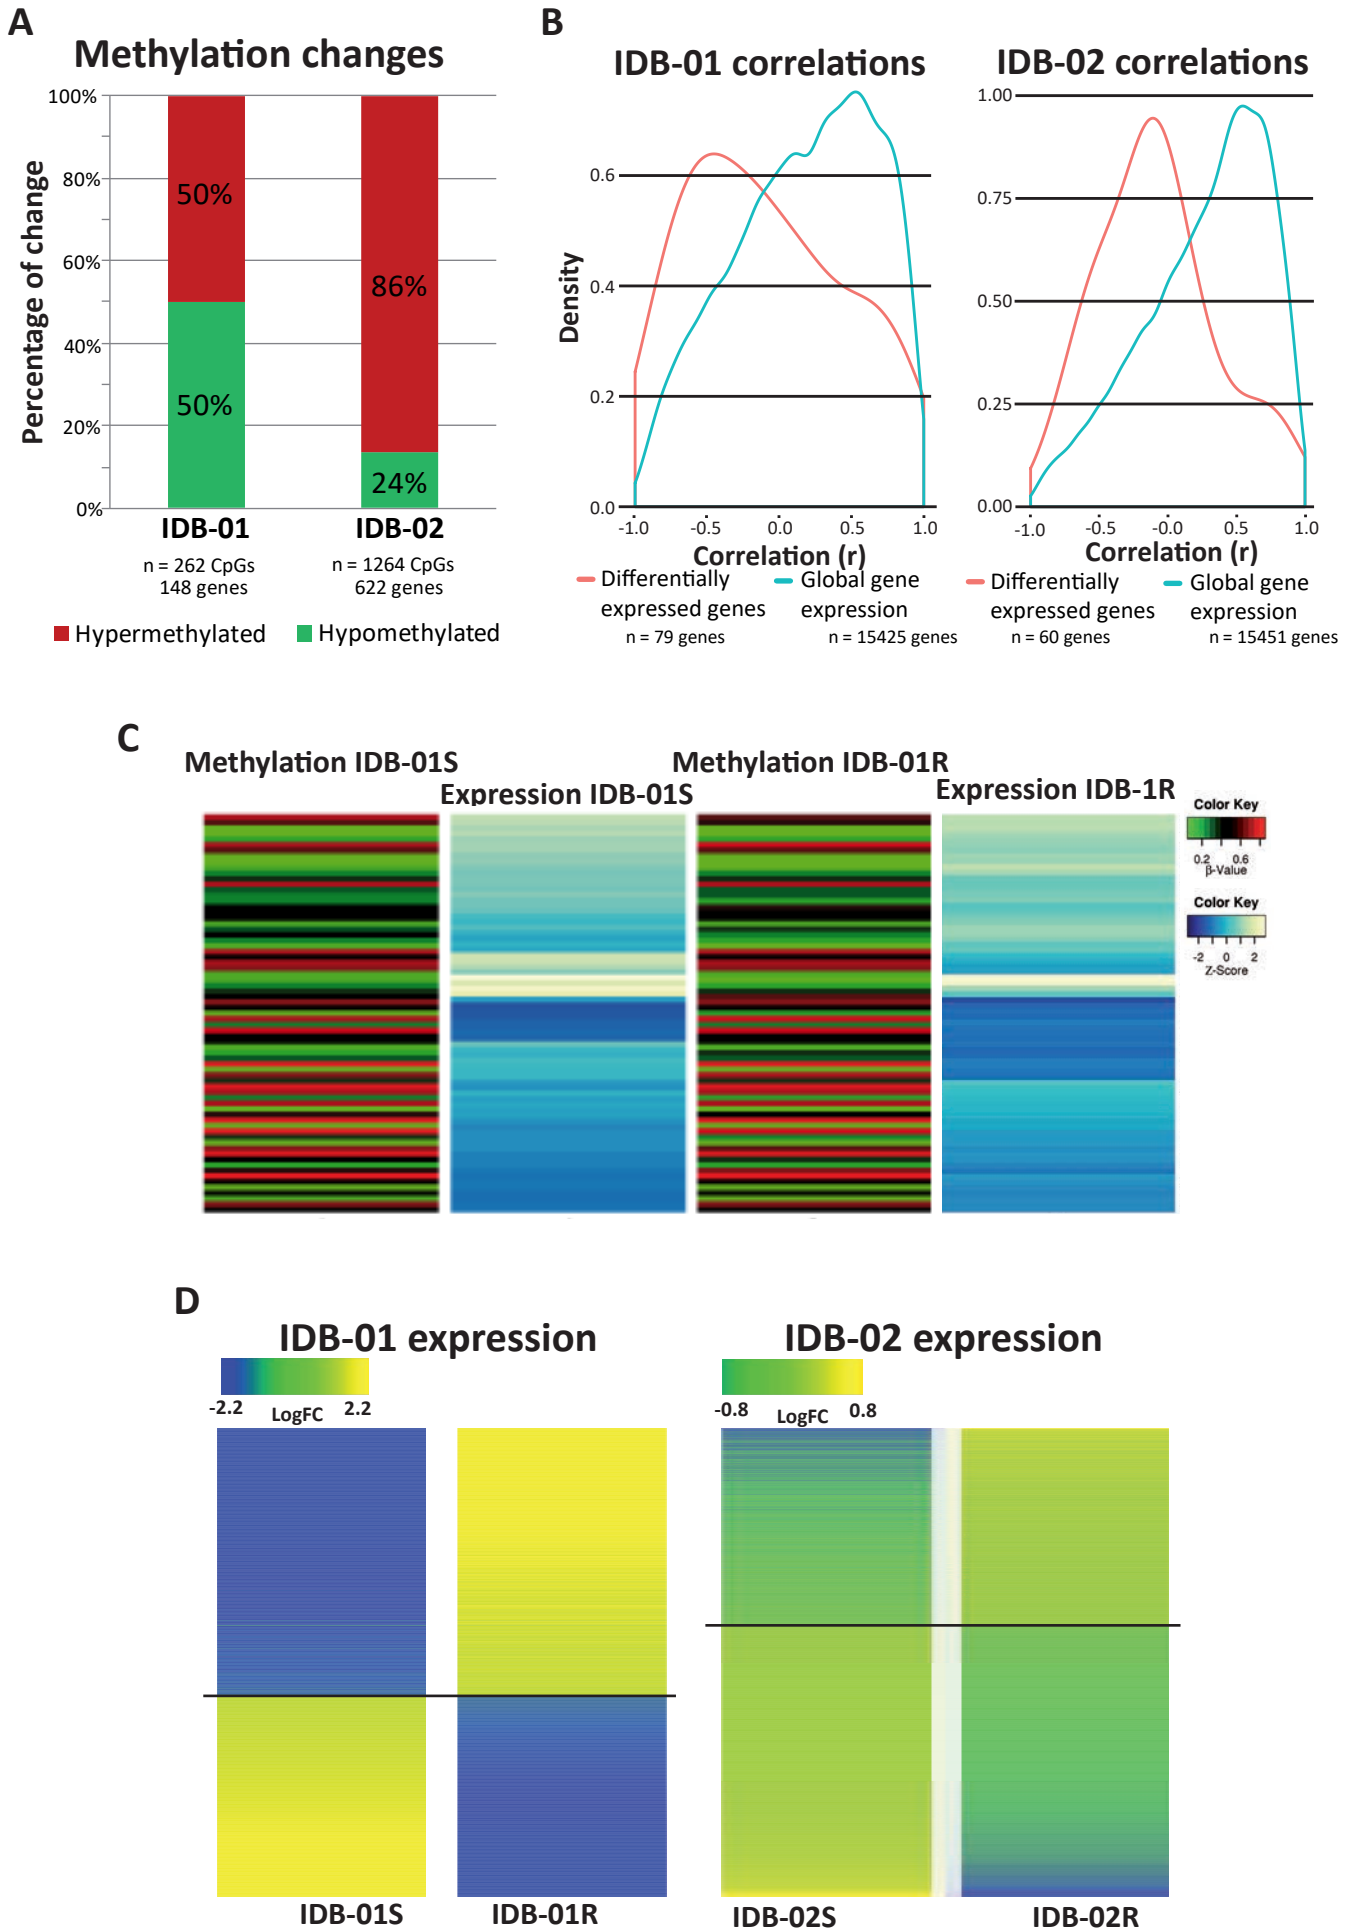 A
Methylation changes
Percentage of change
100%
80%
60%
40%
20%
0%
50%
50%
86%
24%
IDB-01
IDB-02
n = 262 CpGs
148 genes
n = 1264 CpGs
622 genes
Hypermethylated
Hypomethylated
B
IDB-01 correlations
Density
0.6
0.4
0.2
0.0
-1.0
-0.5
0.0
0.5
1.0
Correlation (r)
Differentially
expressed genes
n = 79 genes
Global gene
expression
n = 15425 genes
IDB-02 correlations
1.00
0.75
0.50
0.25
0.00
-1.0
-0.5
-0.0
0.5
1.0
Correlation (r)
Differentially
expressed genes
n = 60 genes
Global gene
expression
n = 15451 genes
C
Methylation IDB-01S
Expression IDB-01S
Methylation IDB-01R
Expression IDB-1R
Color Key
0.2 0.6
β-Value
Color Key
-2 0 2
Z-Score
D
IDB-01 expression
-2.2 LogFC 2.2
IDB-02 expression
-0.8 LogFC 0.8
IDB-01S
IDB-01R
IDB-02S
IDB-02R